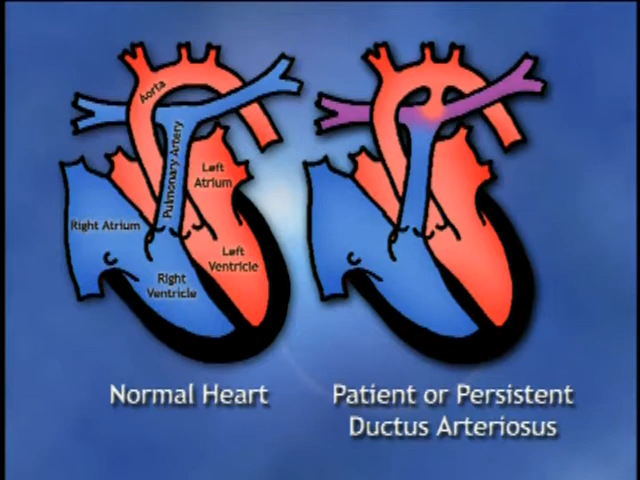 Aorta
Pulmonary Artery
Left
Atrium
Right Atrium
Left
Ventricle
Right
Ventricle
Normal Heart
Patient or Persistent
Ductus Arteriosus